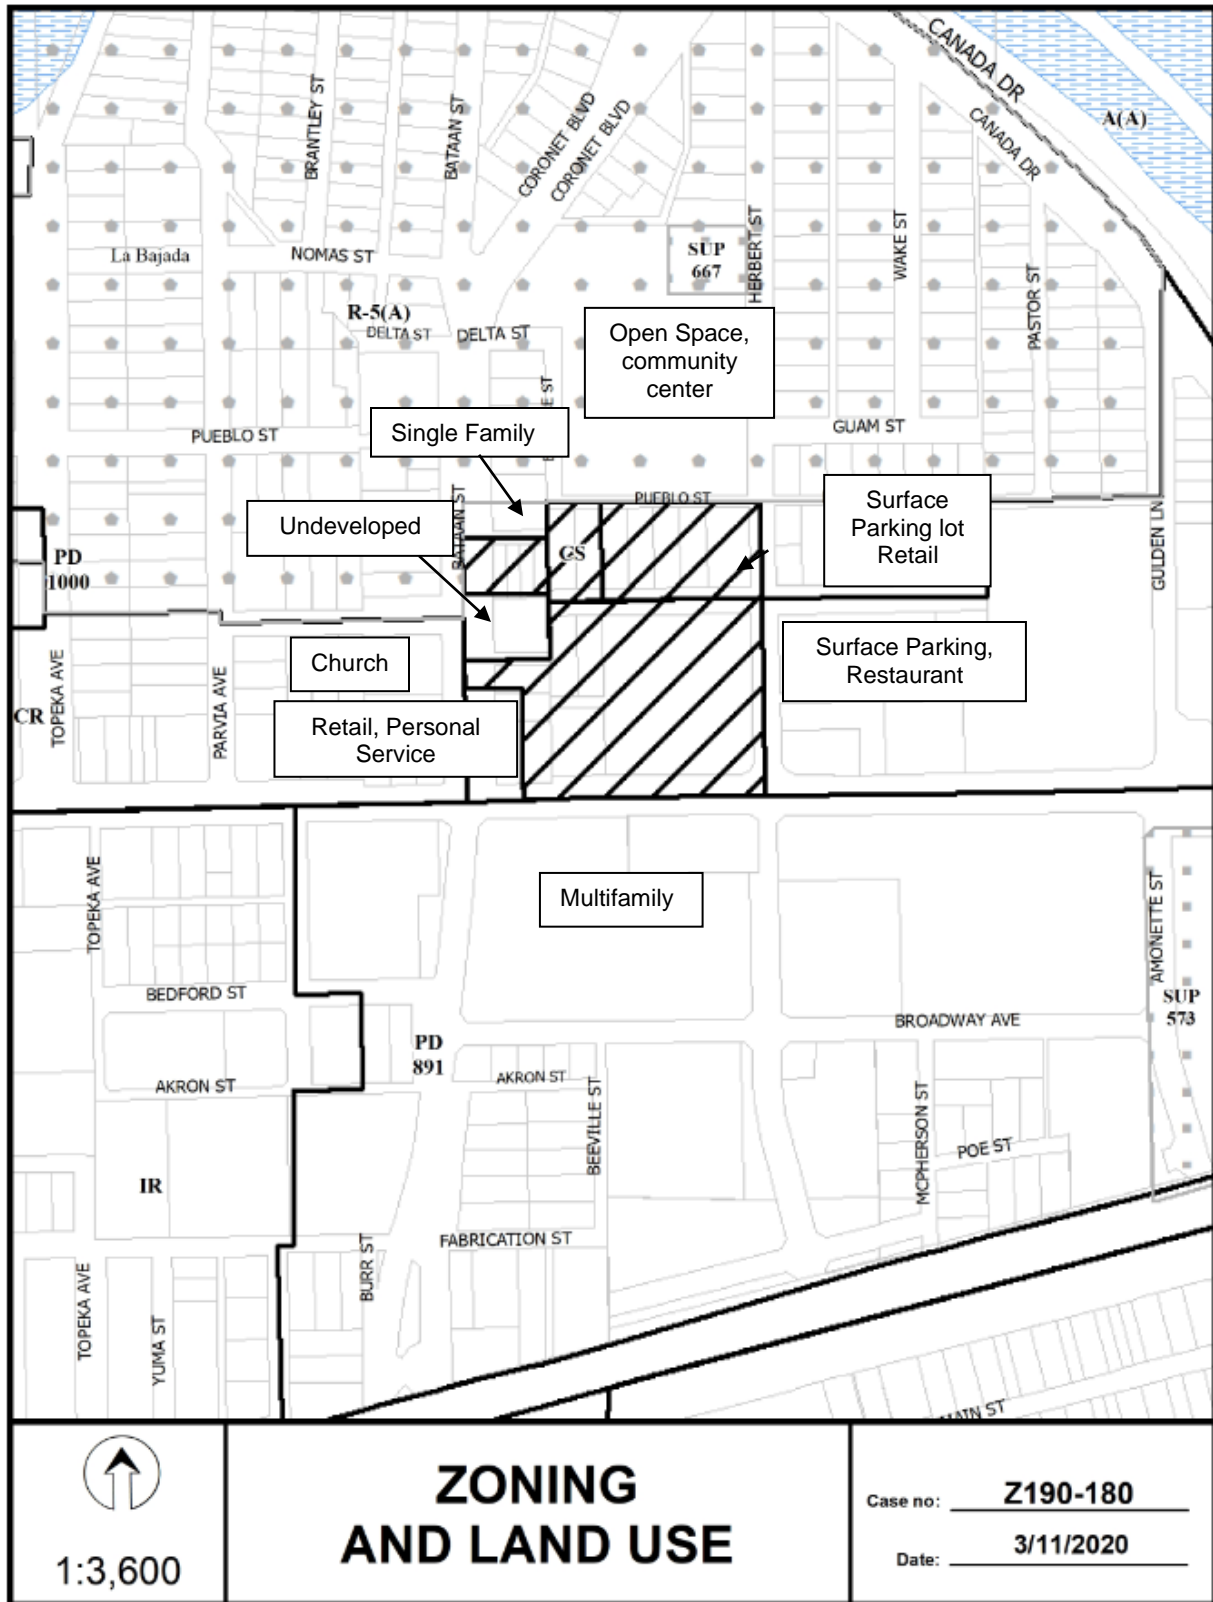 CANADA DR
BRANTLEY ST
BATAAN ST
CORONET BLVD
CORONET BLVD
CANADA DR
A(A)
La Bajada
NOMAS ST
SUP
667
HERBERT ST
WAKE ST
PASTOR ST
R-5(A)
DELTA ST
DELTA ST
Open Space,
community
center
E ST
PUEBLO ST
Single Family
GUAM ST
Undeveloped
BATAAN ST
PUEBLO ST
Surface
Parking lot
Retail
GS
GULDEN LN
PD
1000
Church
Surface Parking,
Restaurant
CR
TOPEKA AVE
PARVIA AVE
Retail, Personal
Service
TOPEKA AVE
Multifamily
AMONETTE ST
BEDFORD ST
SUP
573
BROADWAY AVE
PD
891
AKRON ST
AKRON ST
BEEVILLE ST
MCPHERSON ST
POE ST
IR
FABRICATION ST
BURR ST
TOPEKA AVE
YUMA ST
MAIN ST
1:3,600
ZONING
AND LAND USE
Case no: Z190-180
Date: 3/11/2020